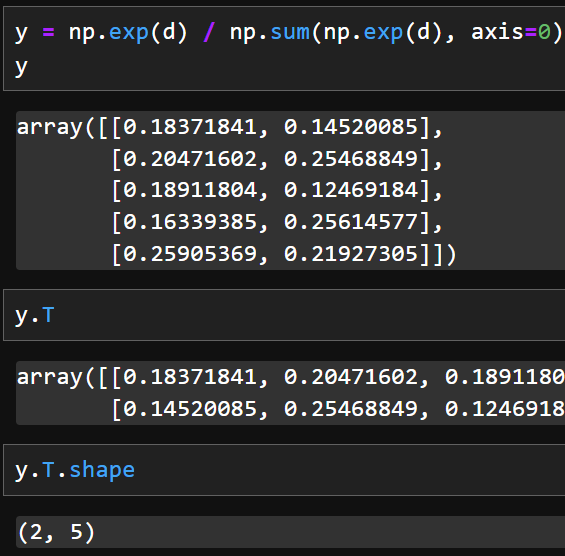 y = np.exp(d) / np.sum(np.exp(d), axis=0)
y
array([[0.18371841, 0.14520085],
[0.20471602, 0.25468849],
[0.18911804, 0.12469184],
[0.16339385, 0.25614577],
[0.25905369, 0.21927305]])
y.T
array([[0.18371841, 0.20471602, 0.1891180
[0.14520085, 0.25468849, 0.1246918
y.T.shape
(2, 5)